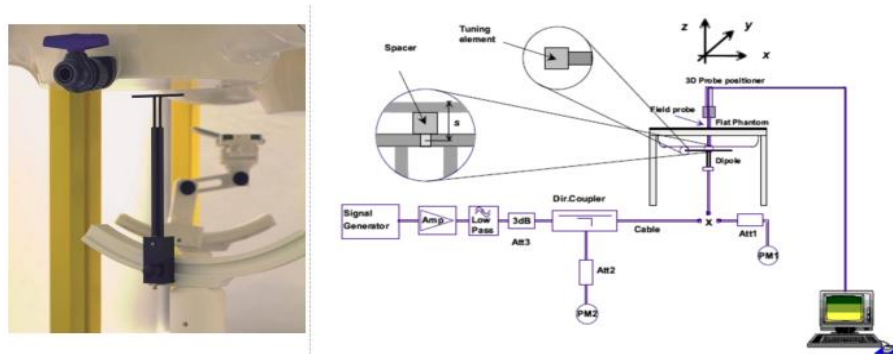 Tuning
element
Spacer
s
z
y
x
3D Probe positioner
Field probe
Flat Phantom
Dipole
Dir.Coupler
Signal
Generator
Amp
Low
Pass
3dB
Att3
Cable
x
Att1
PM1
Att2
PM2